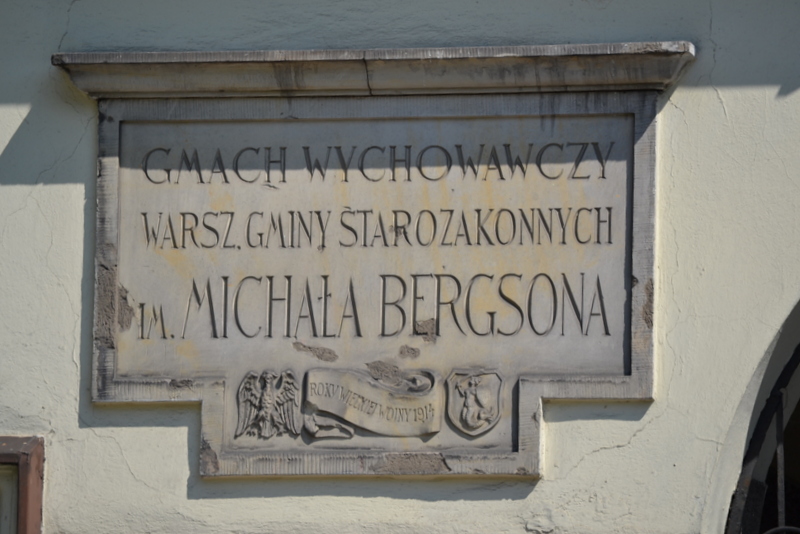 GMACH WYCHOWAWCZY
WARSZ. GMINY STAROZAKONNYCH
IM. MICHAŁA BERGSONA
ROKU WIELKIEJ WOJNY 1914